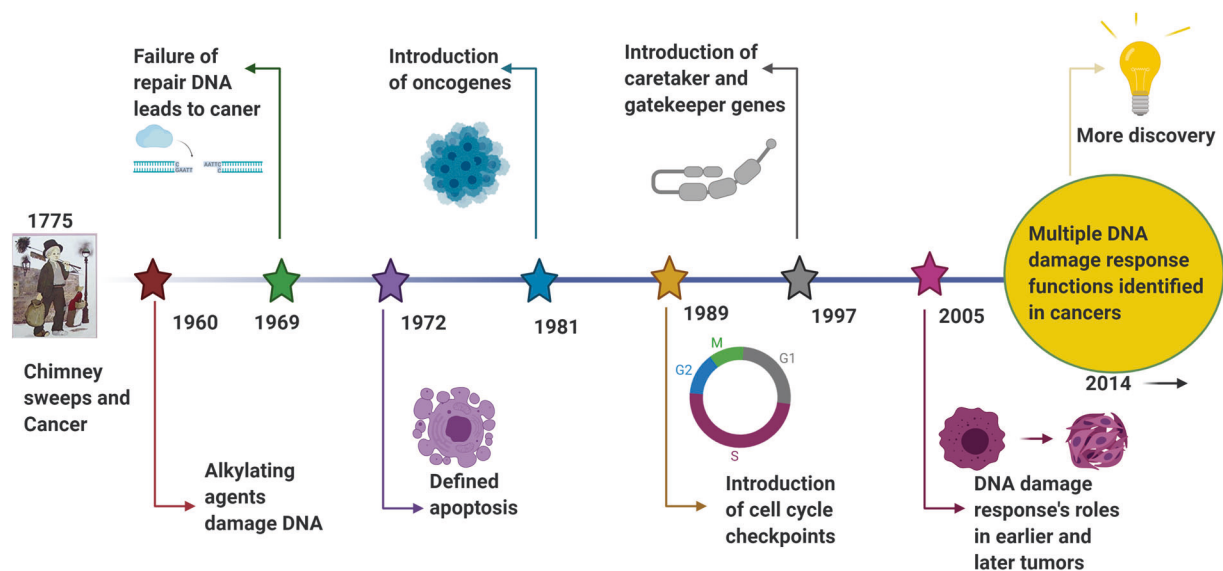 1775
Chimney
sweeps and
Cancer
1960
Alkylating
agents
damage DNA
Failure of
repair DNA
leads to caner
C
GAATT
AATTC
C
1969
1972
Defined
apoptosis
Introduction
of oncogenes
1981
1989
M
G1
G2
S
Introduction
of cell cycle
checkpoints
Introduction of
caretaker and
gatekeeper genes
1997
2005
DNA damage
response's roles
in earlier and
later tumors
More discovery
Multiple DNA
damage response
functions identified
in cancers
2014